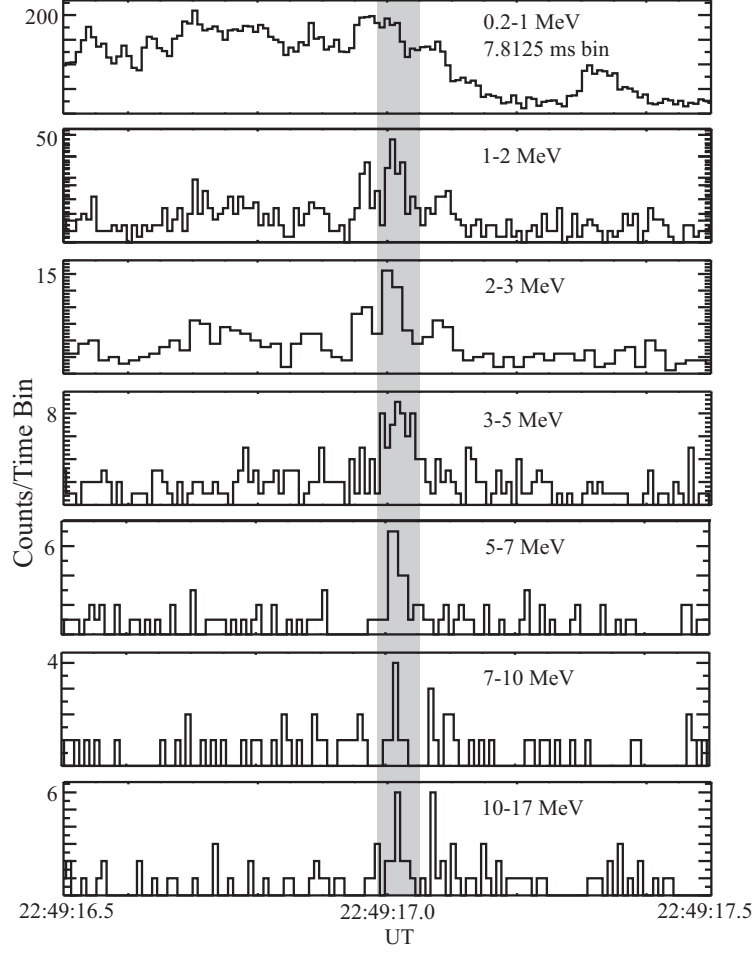 200
0.2-1 MeV
7.8125 ms bin
50
1-2 MeV
15
2-3 MeV
Counts/Time Bin
8
3-5 MeV
6
5-7 MeV
4
7-10 MeV
6
10-17 MeV
22:49:16.5 22:49:17.0 22:49:17.5
UT